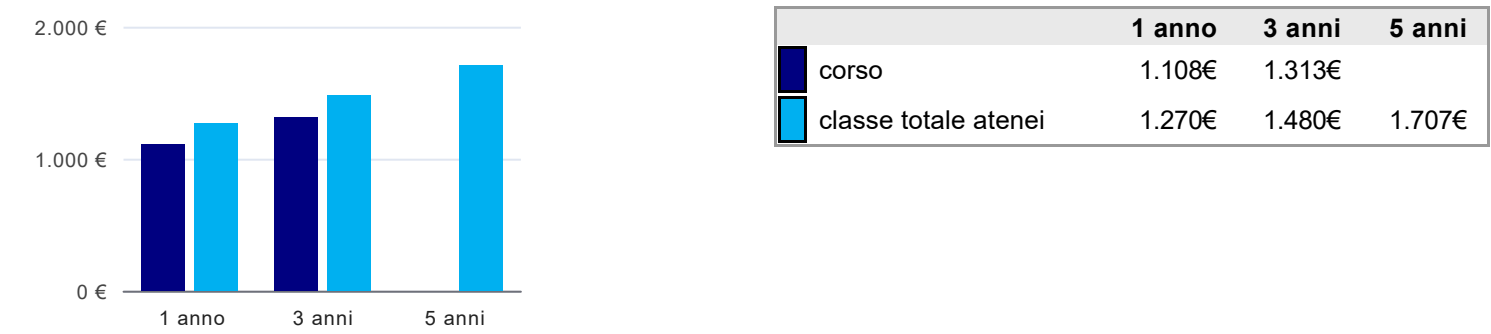 2.000 €
1.000 €
0 €
1 anno 3 anni 5 anni
1 anno 3 anni 5 anni
corso 1.108€ 1.313€
classe totale atenei 1.270€ 1.480€ 1.707€